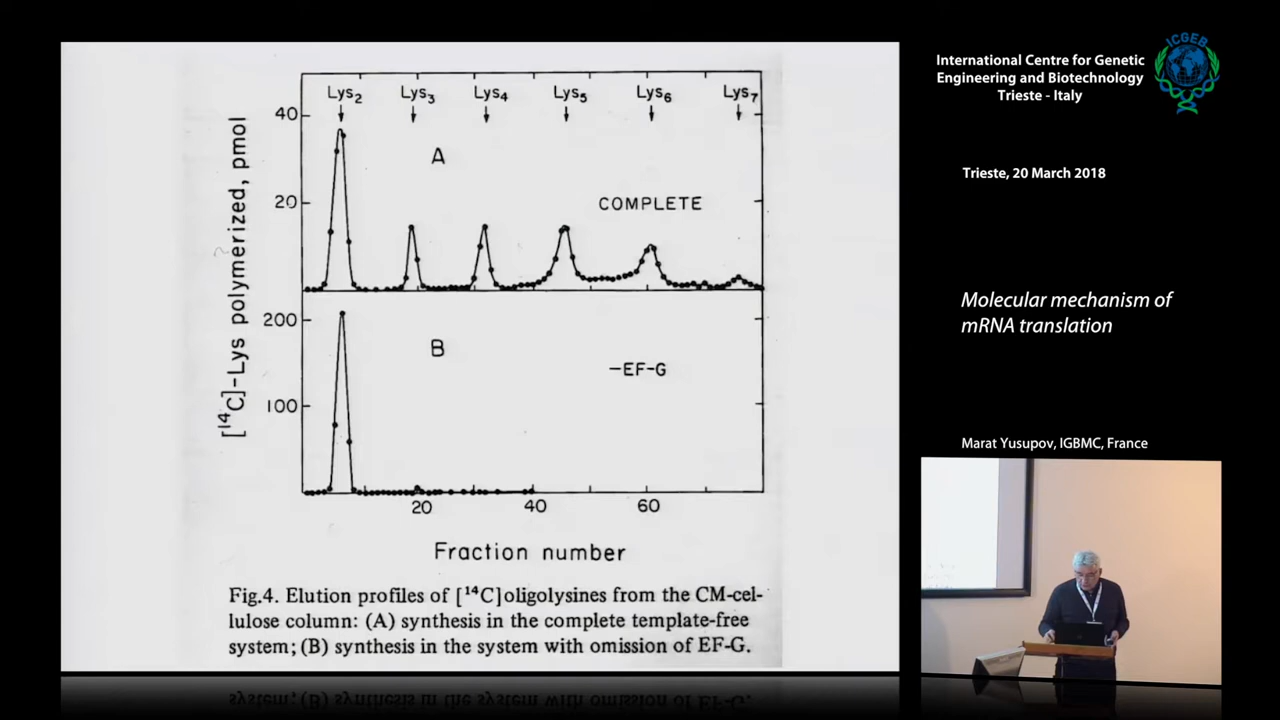 Lys₂ Lys₃ Lys₄ Lys₅ Lys₆ Lys₇
40
A
20
COMPLETE
[¹⁴C]-Lys polymerized, pmol
200
B
-EF-G
100
20 40 60
Fraction number
Fig.4. Elution profiles of [¹⁴C]oligolysines from the CM-cel-
lulose column: (A) synthesis in the complete template-free
system; (B) synthesis in the system with omission of EF-G.
ICGEB
International Centre for Genetic
Engineering and Biotechnology
Trieste - Italy
Trieste, 20 March 2018
Molecular mechanism of
mRNA translation
Marat Yusupov, IGBMC, France